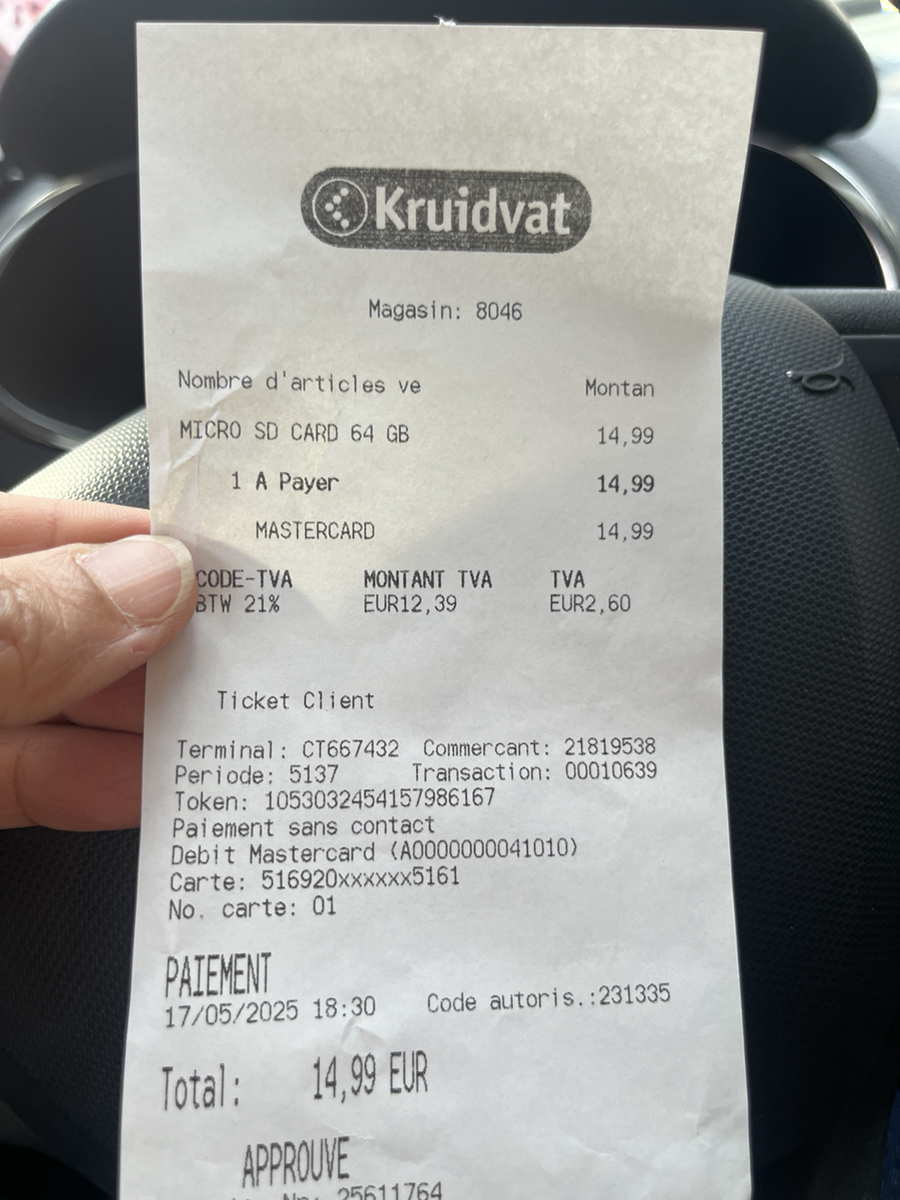 Kruidvat
Magasin: 8046
Nombre d'articles ve Montan
MICRO SD CARD 64 GB 14,99
1 A Payer 14,99
MASTERCARD 14,99
CODE-TVA MONTANT TVA TVA
BTW 21% EUR12,39 EUR2,60
Ticket Client
Terminal: CT667432 Commercant: 21819538
Periode: 5137 Transaction: 00010639
Token: 1053032454157986167
Paiement sans contact
Debit Mastercard (A0000000041010)
Carte: 516920xxxxxx5161
No. carte: 01
PAIEMENT
17/05/2025 18:30 Code autoris.:231335
Total: 14,99 EUR
APPROUVE
25611764